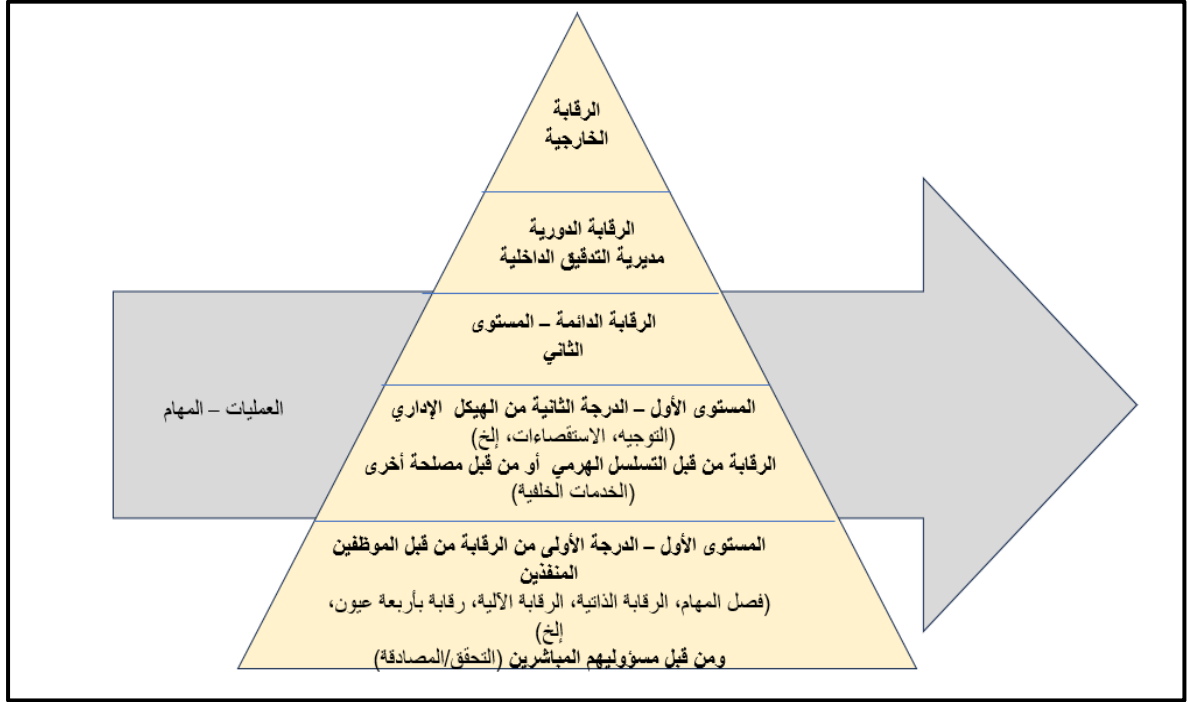 الرقابة
الخارجية
الرقابة الدورية
مديرية التدقيق الداخلية
الرقابة الدائمة – المستوى
الثاني
العمليات – المهام
المستوى الأول – الدرجة الثانية من الهيكل الإداري
(التوجيه، الاستقصاءات، إلخ)
الرقابة من قبل التسلسل الهرمي أو من قبل مصلحة أخرى
(الخدمات الخلفية)
المستوى الأول – الدرجة الأولى من الرقابة من قبل الموظفين
المنفذين
(فصل المهام، الرقابة الذاتية، الرقابة الآلية، رقابة بأربعة عيون،
إلخ)
ومن قبل مسؤوليهم المباشرين (التحقق/المصادقة)